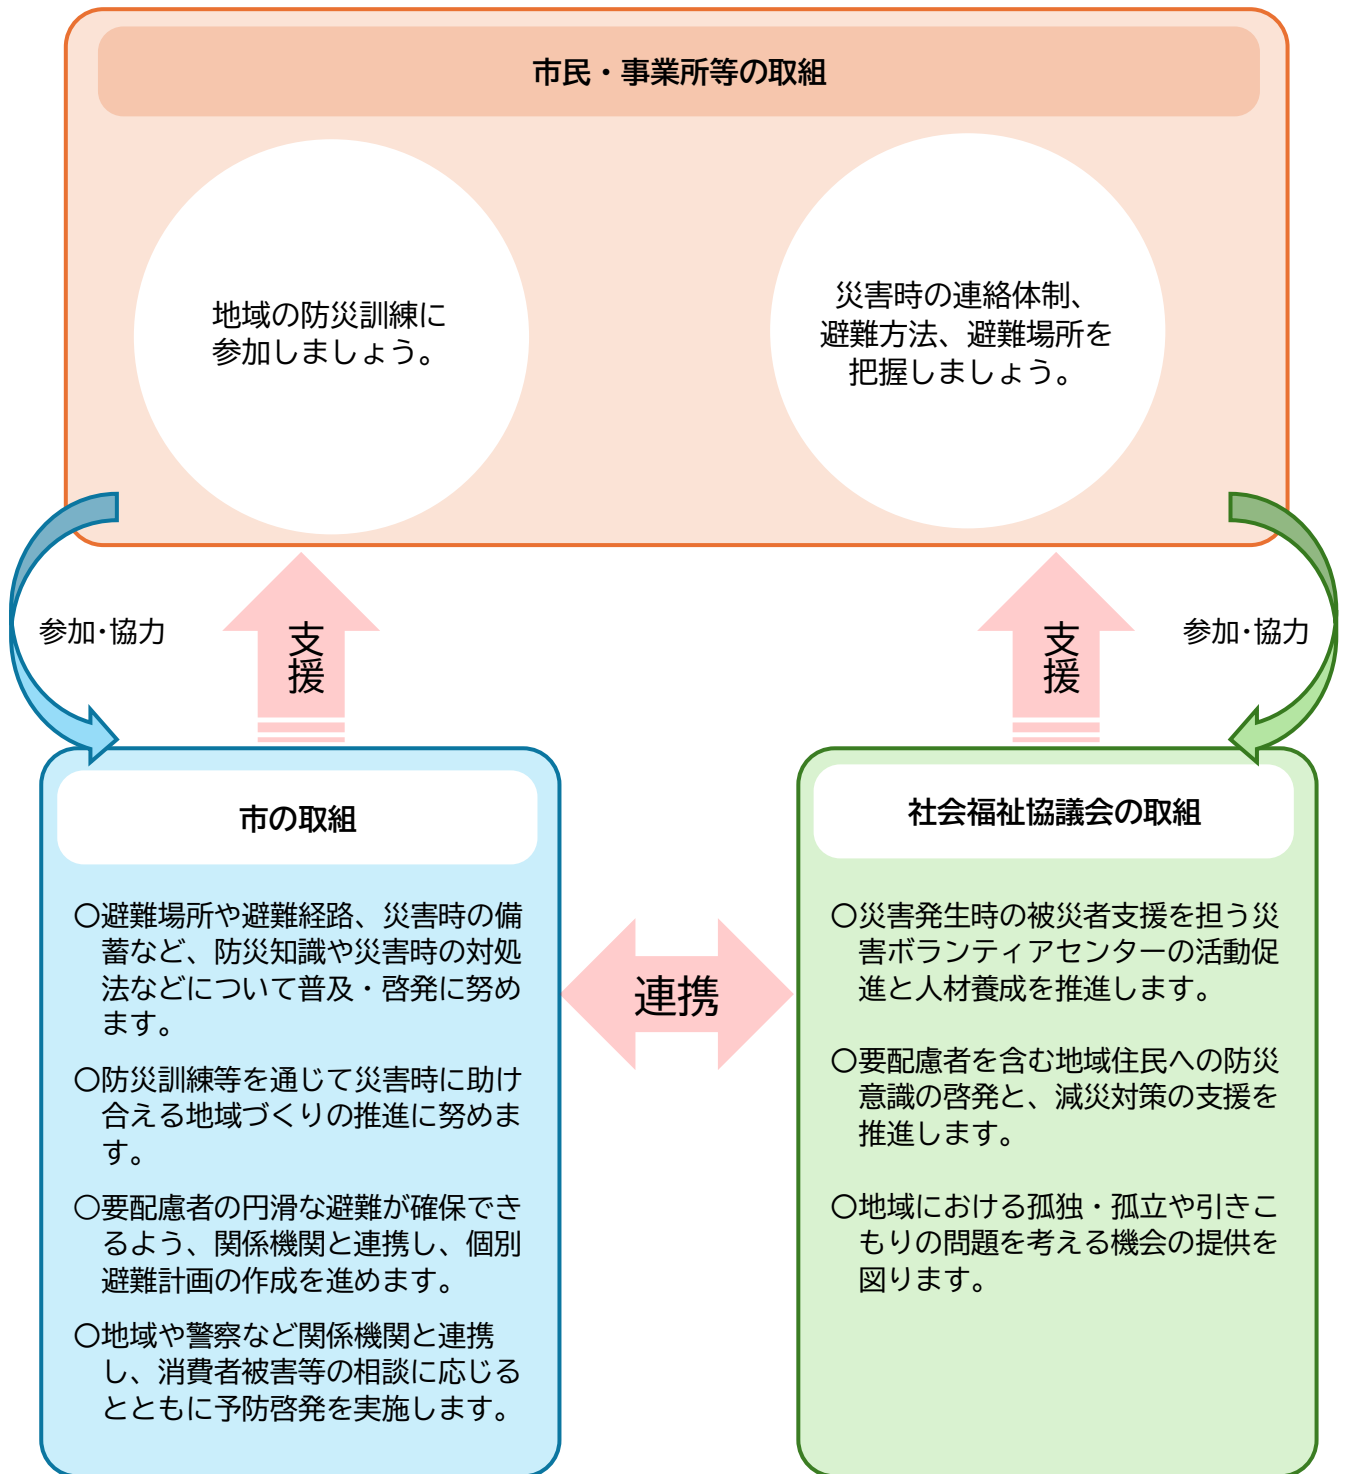 市民・事業所等の取組
地域の防災訓練に
参加しましょう。
災害時の連絡体制、
避難方法、避難場所を
把握しましょう。
参加･協力
支援
支援
参加･協力
市の取組
〇避難場所や避難経路、災害時の備
蓄など、防災知識や災害時の対処
法などについて普及・啓発に努め
ます。
〇防災訓練等を通じて災害時に助け
合える地域づくりの推進に努めま
す。
〇要配慮者の円滑な避難が確保でき
るよう、関係機関と連携し、個別
避難計画の作成を進めます。
〇地域や警察など関係機関と連携
し、消費者被害等の相談に応じる
とともに予防啓発を実施します。
連携
社会福祉協議会の取組
〇災害発生時の被災者支援を担う災
害ボランティアセンターの活動促
進と人材養成を推進します。
〇要配慮者を含む地域住民への防災
意識の啓発と、減災対策の支援を
推進します。
〇地域における孤独・孤立や引きこ
もりの問題を考える機会の提供を
図ります。